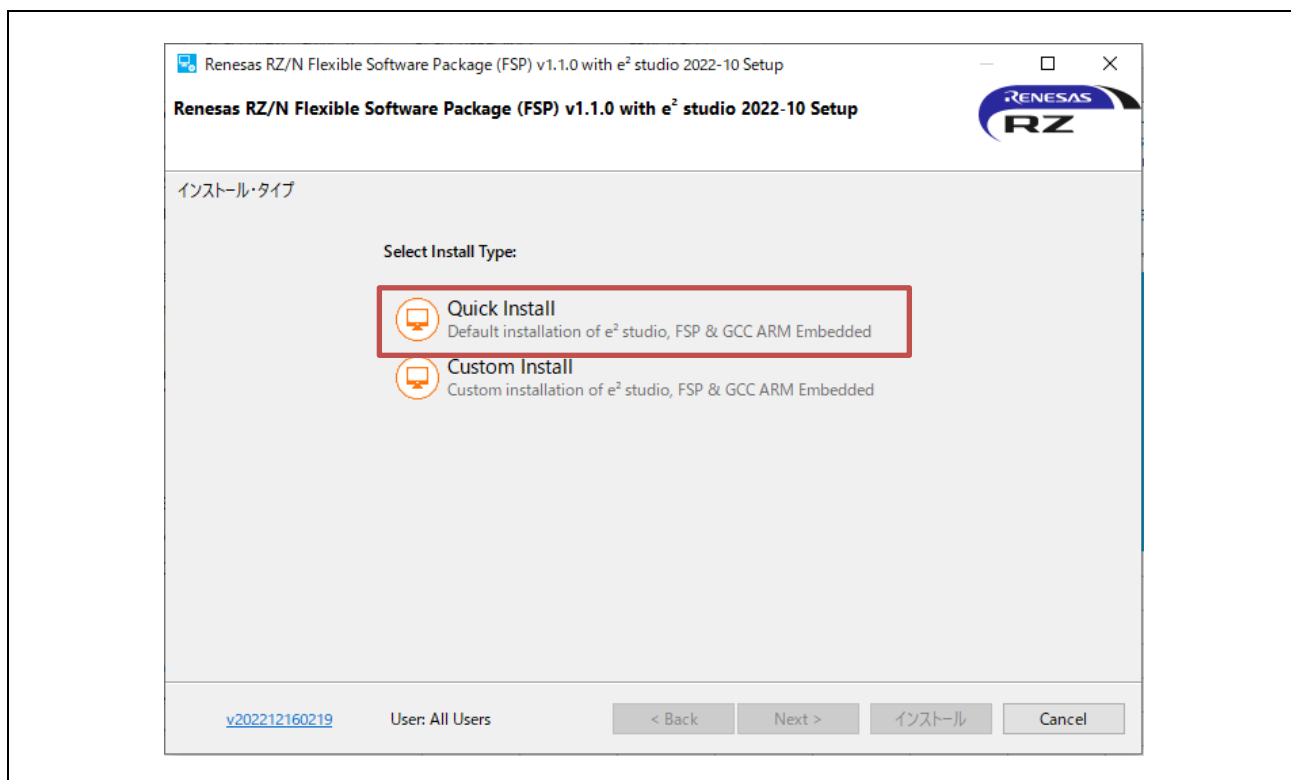 Renesas RZ/N Flexible Software Package (FSP) v1.1.0 with e² studio 2022-10 Setup
Renesas RZ/N Flexible Software Package (FSP) v1.1.0 with e² studio 2022-10 Setup
RENESAS
RZ
インストール・タイプ
Select Install Type:
Quick Install
Default installation of e² studio, FSP & GCC ARM Embedded
Custom Install
Custom installation of e² studio, FSP & GCC ARM Embedded
v202212160219 User: All Users < Back Next > インストール Cancel